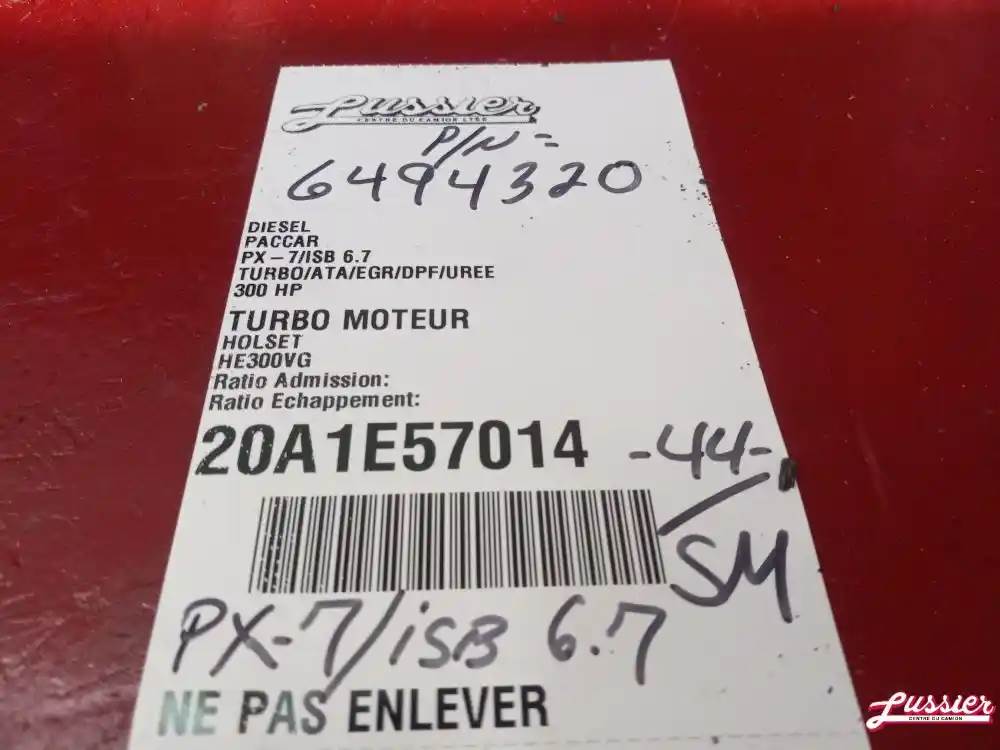 Lussier
CENTRE DU CAMION LTEE
P/N =
6494320
DIESEL
PACCAR
PX-7/ISB 6.7
TURBO/ATA/EGR/DPF/UREE
300 HP
TURBO MOTEUR
HOLSET
HE300VG
Ratio Admission:
Ratio Echappement:
20A1E57014 -44-
SM
PX-7/iSB 6.7
NE PAS ENLEVER
Lussier
CENTRE DU CAMION